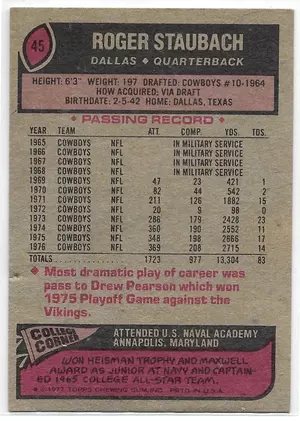 45
ROGER STAUBACH
DALLAS • QUARTERBACK
HEIGHT: 6'3" WEIGHT: 197 DRAFTED: COWBOYS #10-1964
HOW ACQUIRED: VIA DRAFT
BIRTHDATE: 2-5-42 HOME: DALLAS, TEXAS
♦ PASSING RECORD ♦
YEAR TEAM ATT. COMP. YDS. TDS.
1965 COWBOYS NFL IN MILITARY SERVICE
1966 COWBOYS NFL IN MILITARY SERVICE
1967 COWBOYS NFL IN MILITARY SERVICE
1968 COWBOYS NFL IN MILITARY SERVICE
1969 COWBOYS NFL 47 23 421 1
1970 COWBOYS NFL 82 44 542 2
1971 COWBOYS NFL 211 126 1882 15
1972 COWBOYS NFL 20 9 98 0
1973 COWBOYS NFL 286 179 2428 23
1974 COWBOYS NFL 360 190 2552 11
1975 COWBOYS NFL 348 198 2666 17
1976 COWBOYS NFL 369 208 2715 14
TOTALS 1723 977 13,304 83
♦ Most dramatic play of career was
pass to Drew Pearson which won
1975 Playoff Game against the
Vikings.
COLLEGE
CORNER
ATTENDED U.S. NAVAL ACADEMY
ANNAPOLIS, MARYLAND
WON HEISMAN TROPHY AND MAXWELL
AWARD AS JUNIOR AT NAVY AND CAPTAIN-
ED 1965 COLLEGE ALL-STAR TEAM.
© 1977 TOPPS CHEWING GUM, INC. PRTD. IN U.S.A.